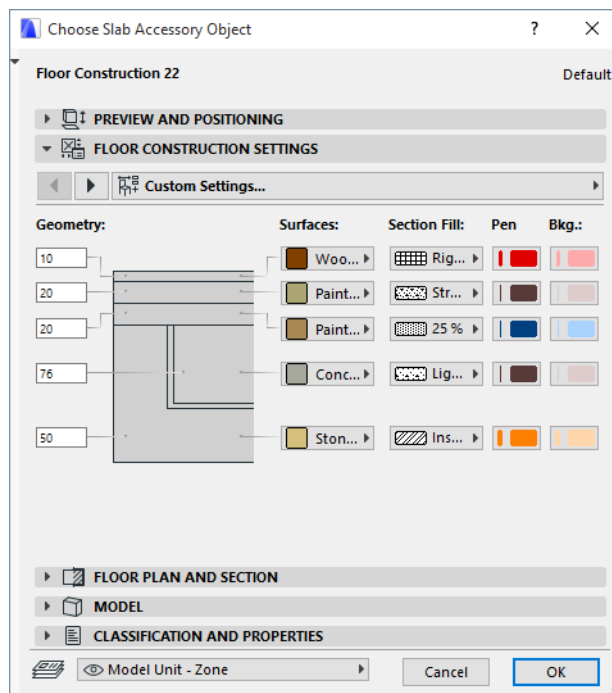 Choose Slab Accessory Object ?
Floor Construction 22 Default
PREVIEW AND POSITIONING
FLOOR CONSTRUCTION SETTINGS
Custom Settings...
Geometry: Surfaces: Section Fill: Pen Bkg.:
10 Woo... Rig...
20 Paint... Str...
20 Paint... 25 %
76 Conc... Lig...
50 Ston... Ins...
FLOOR PLAN AND SECTION
MODEL
CLASSIFICATION AND PROPERTIES
Model Unit - Zone Cancel OK